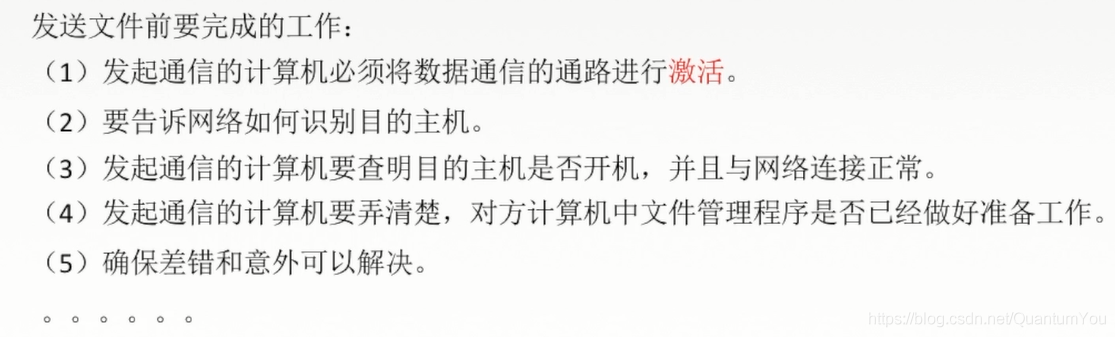 发送文件前要完成的工作：
（1）发起通信的计算机必须将数据通信的通路进行激活。
（2）要告诉网络如何识别目的主机。
（3）发起通信的计算机要查明目的主机是否开机，并且与网络连接正常。
（4）发起通信的计算机要弄清楚，对方计算机中文件管理程序是否已经做好准备工作。
（5）确保差错和意外可以解决。
。。。。。。
https://blog.csdn.net/QuantumYou